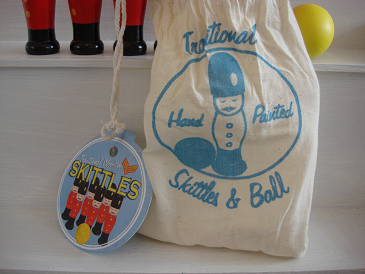 Traditional
Hand Painted
Skittles & Ball
SKITTLES